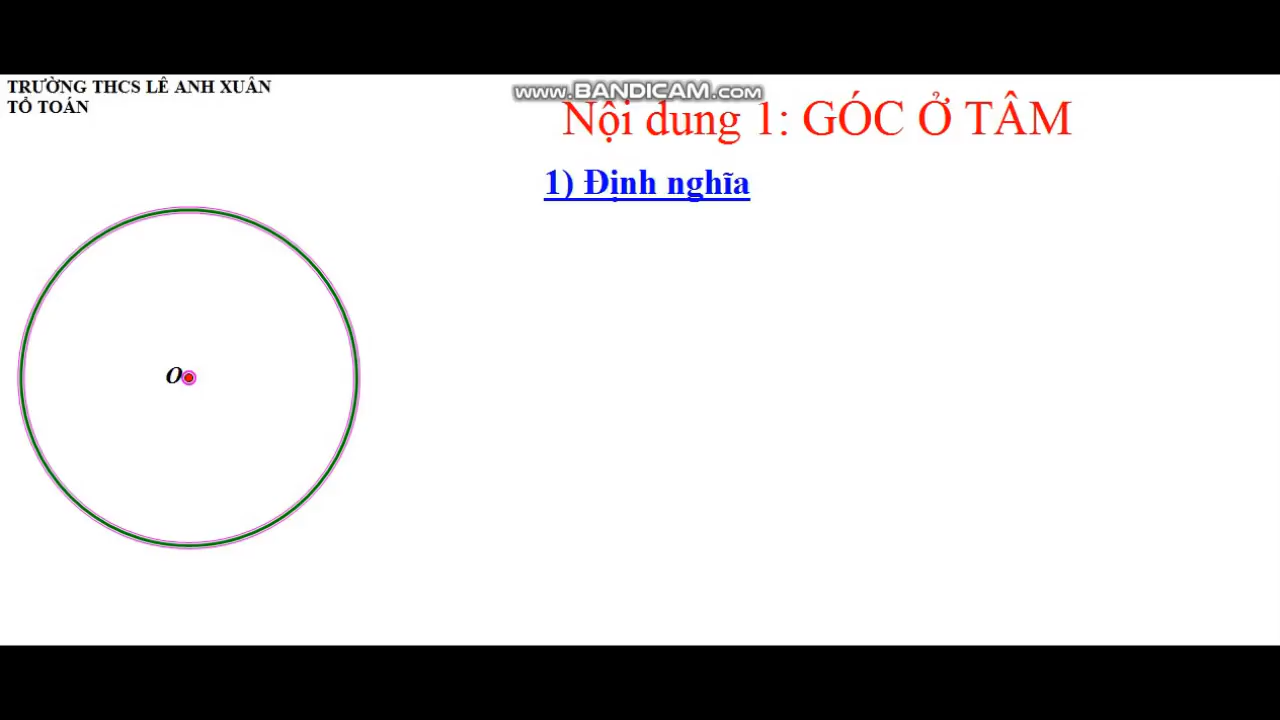 TRƯỜNG THCS LÊ ANH XUÂN
TỔ TOÁN
www.BANDICAM.com
Nội dung 1: GÓC Ở TÂM
1) Định nghĩa
O